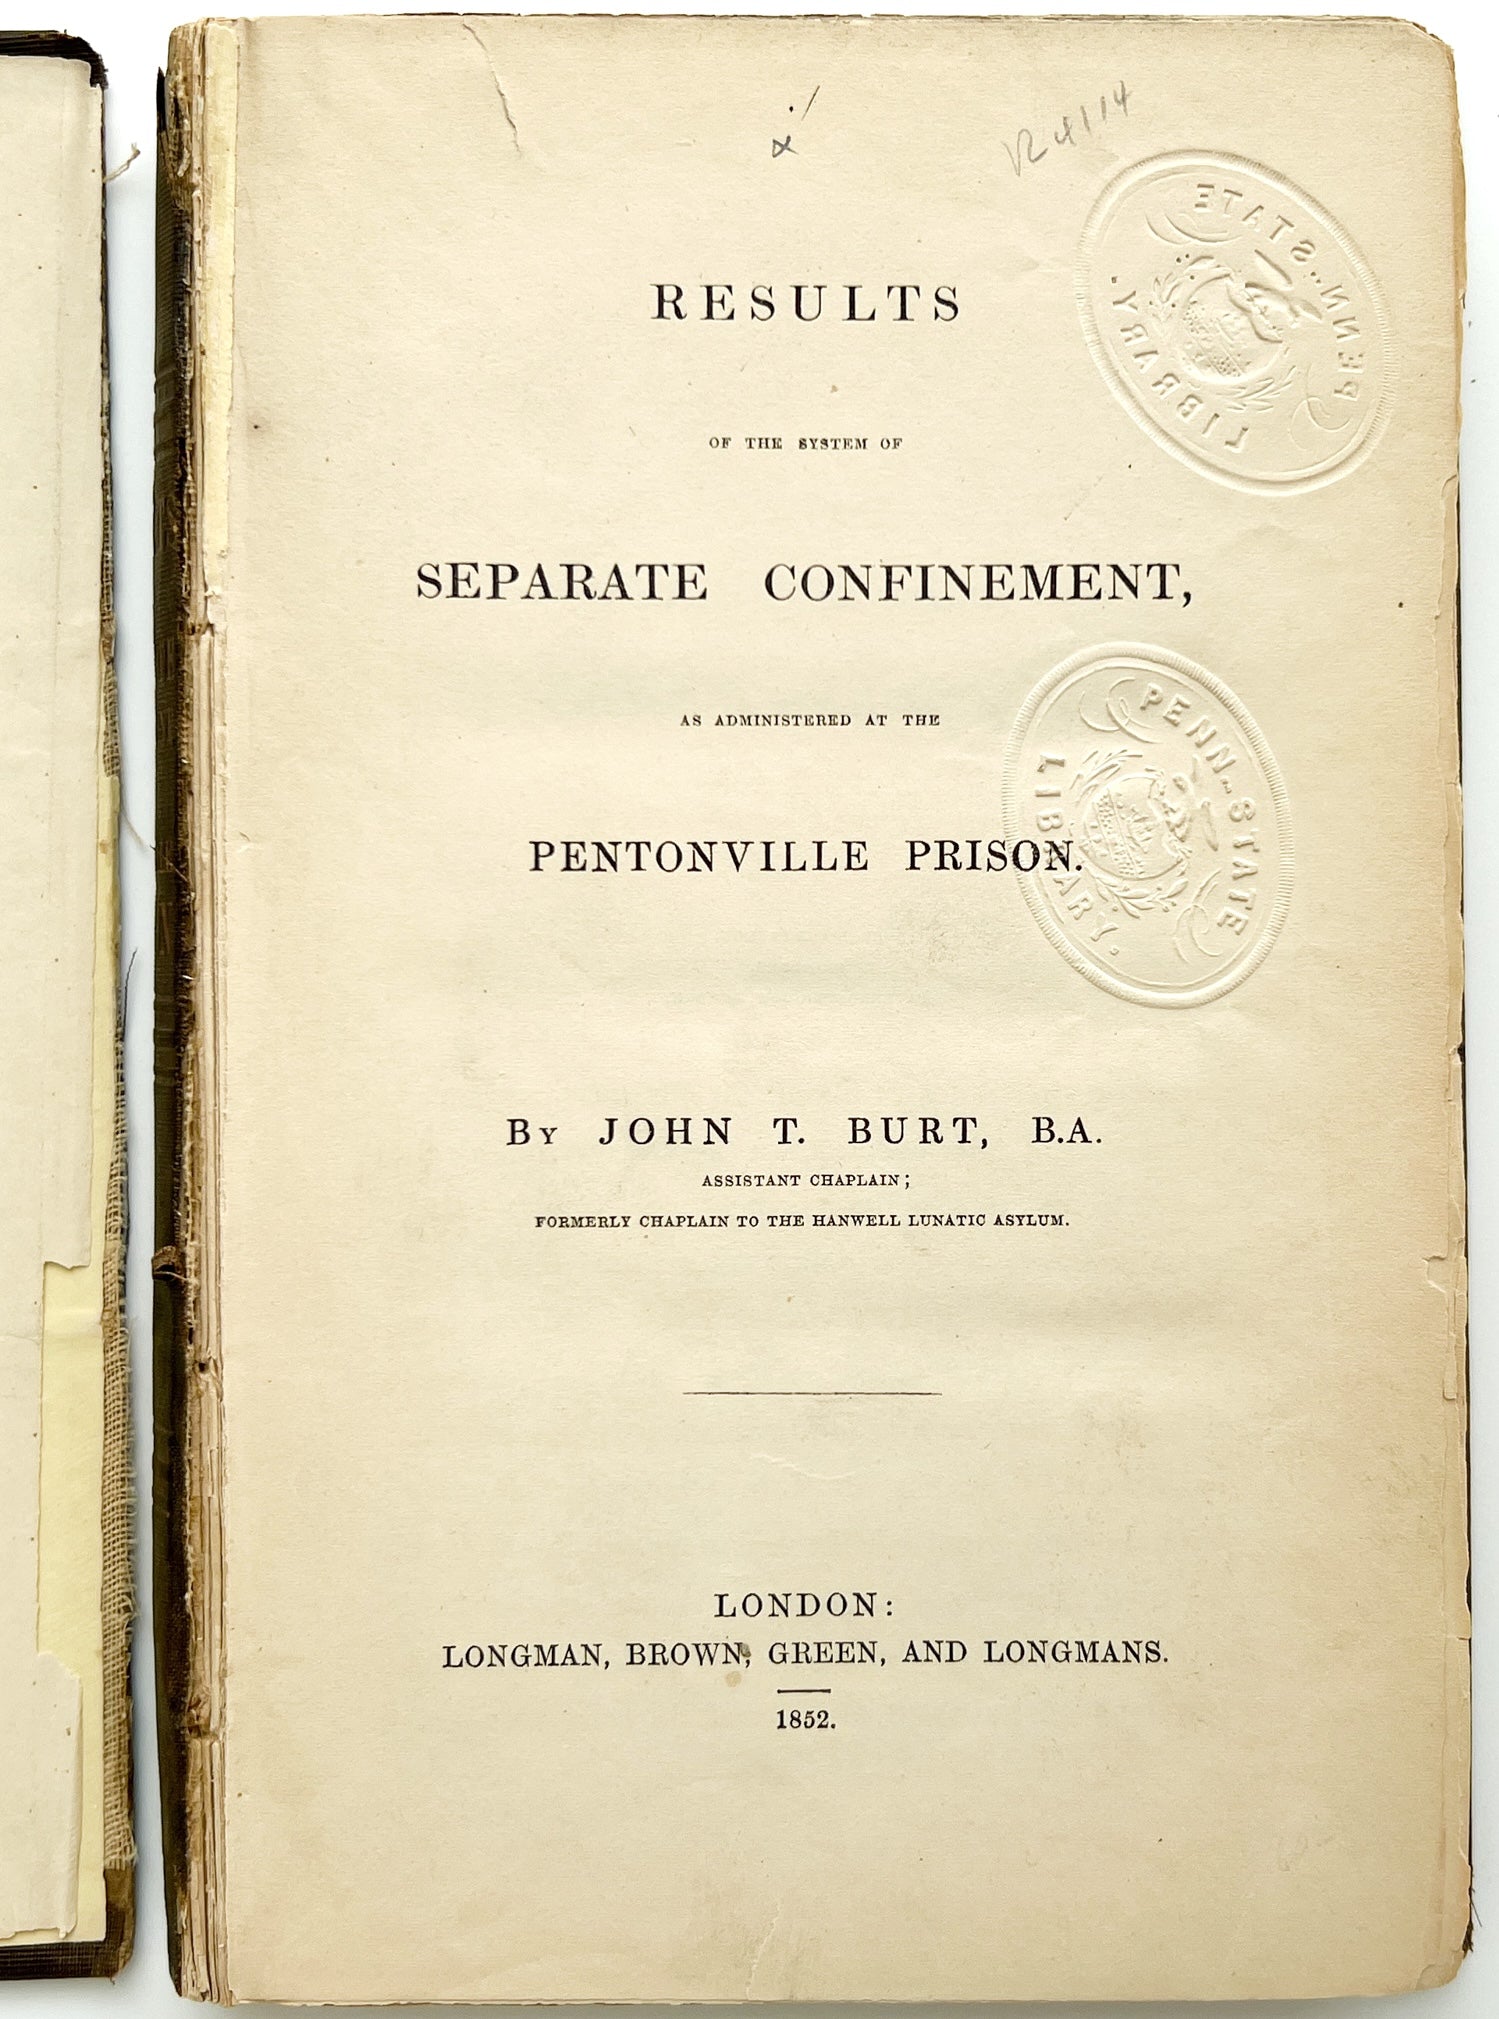 R 4114
PENN. STATE
LIBRARY.
RESULTS
OF THE SYSTEM OF
SEPARATE CONFINEMENT,
AS ADMINISTERED AT THE
PENTONVILLE PRISON.
PENN. STATE
LIBRARY.
By JOHN T. BURT, B.A.
ASSISTANT CHAPLAIN;
FORMERLY CHAPLAIN TO THE HANWELL LUNATIC ASYLUM.
LONDON:
LONGMAN, BROWN, GREEN, AND LONGMANS.
1852.